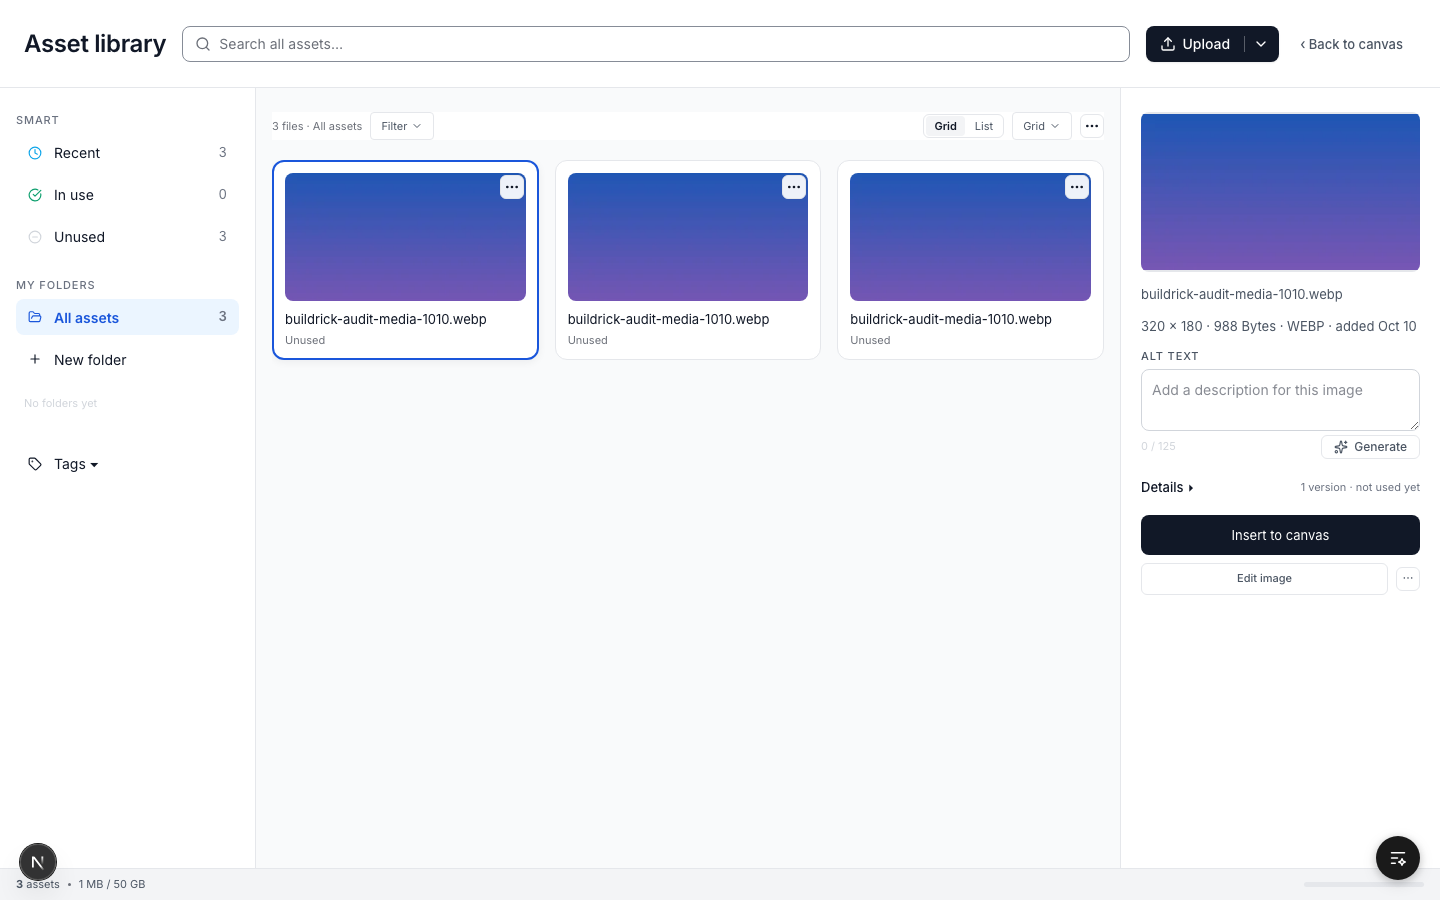 Asset library
Search all assets...
Upload
‹ Back to canvas
SMART
Recent 3
In use 0
Unused 3
MY FOLDERS
All assets 3
New folder
No folders yet
Tags
3 files · All assets
Filter
Grid
List
Grid
buildrick-audit-media-1010.webp
Unused
buildrick-audit-media-1010.webp
Unused
buildrick-audit-media-1010.webp
Unused
buildrick-audit-media-1010.webp
320 × 180 · 988 Bytes · WEBP · added Oct 10
ALT TEXT
Add a description for this image
0 / 125
Generate
Details
1 version · not used yet
Insert to canvas
Edit image
N
3 assets • 1 MB / 50 GB